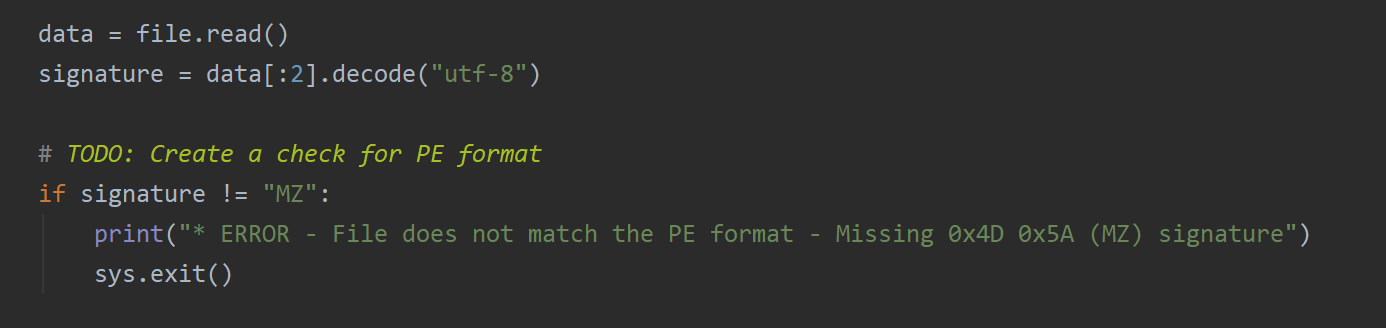 data = file.read()
signature = data[:2].decode("utf-8")
# TODO: Create a check for PE format
if signature != "MZ":
print("* ERROR - File does not match the PE format - Missing 0x4D 0x5A (MZ) signature")
sys.exit()